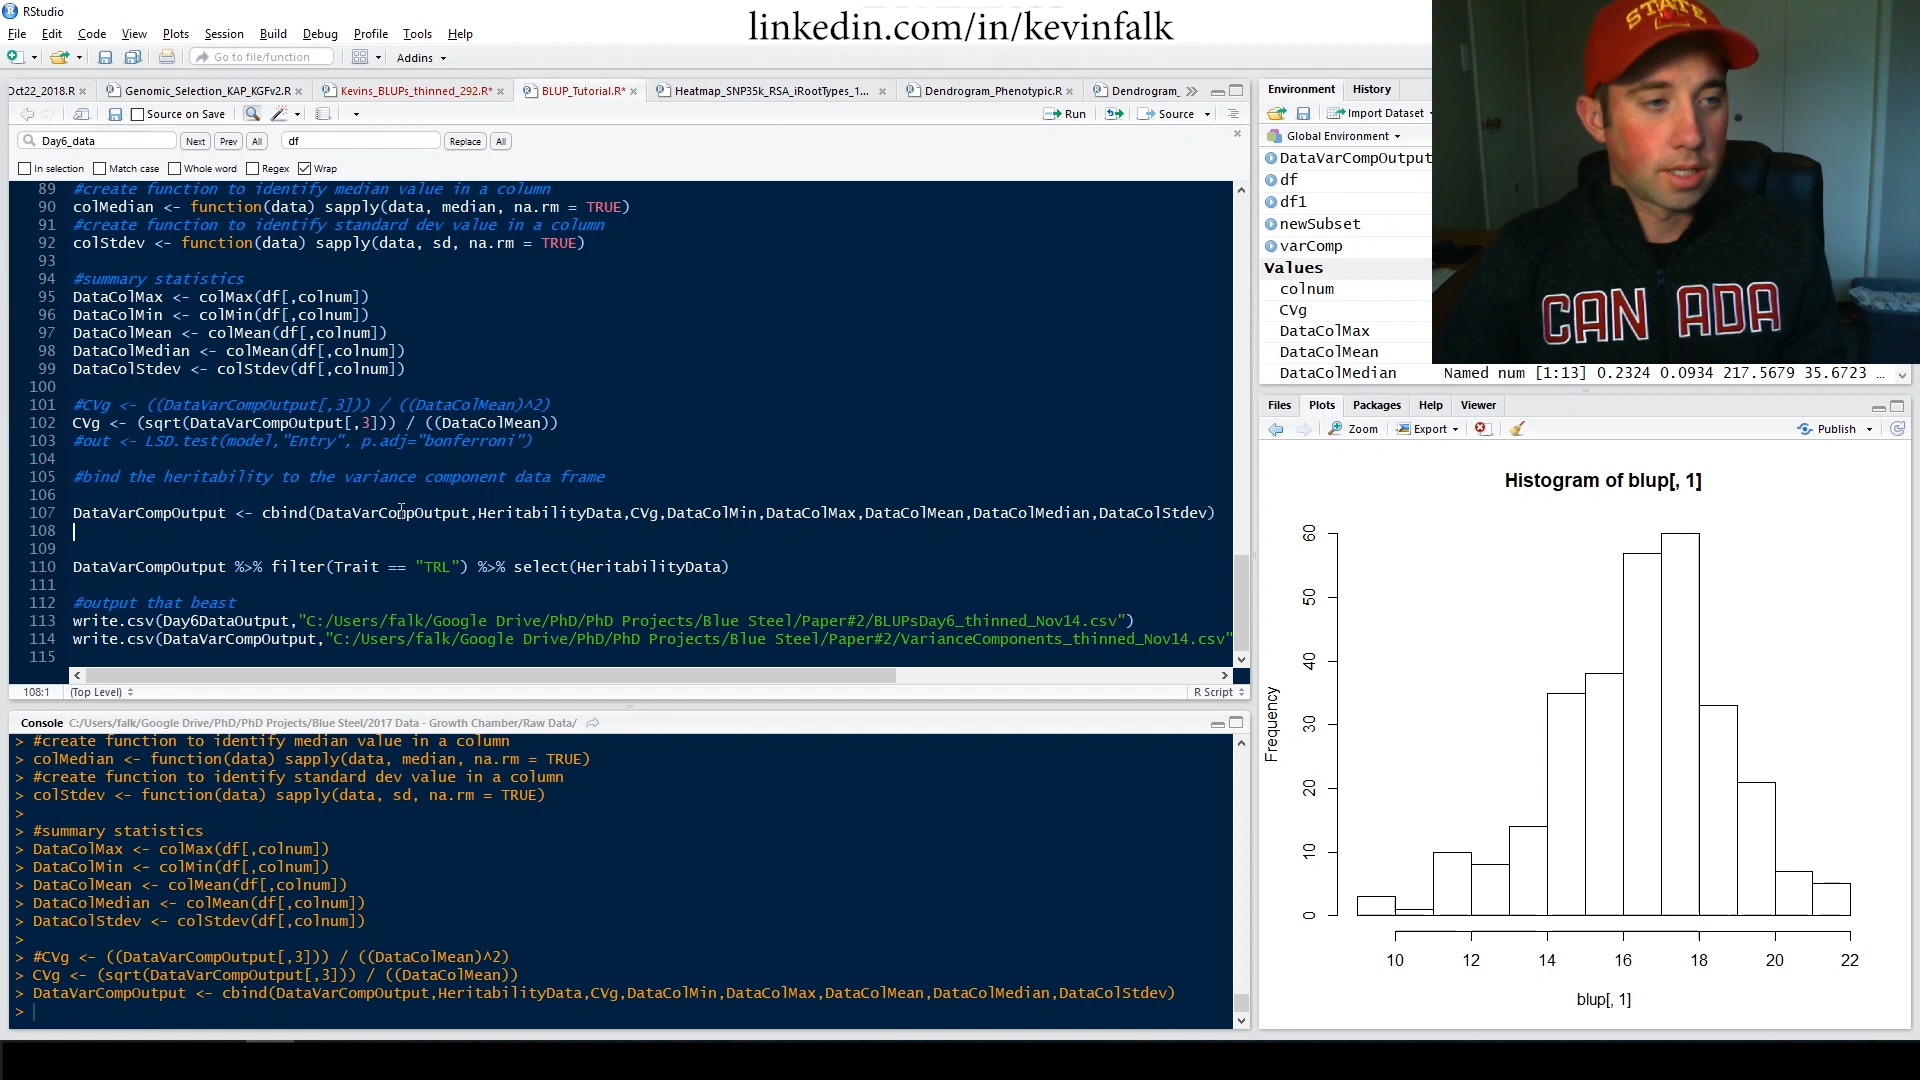 RStudio
linkedin.com/in/kevinfalk
File Edit Code View Plots Session Build Debug Profile Tools Help
Go to file/function Addins
Oct22_2018.R Genomic_Selection_KAP_KGFv2.R Kevins_BLUPs_thinned_292.R* BLUP_Tutorial.R* Heatmap_SNP35k_RSA_iRootTypes_1... Dendrogram_Phenotypic.R Dendrogram_
Source on Save Run Source
Day6_data Next Prev All df Replace All
In selection Match case Whole word Regex Wrap
89 #create function to identify median value in a column
90 colMedian <- function(data) sapply(data, median, na.rm = TRUE)
91 #create function to identify standard dev value in a column
92 colStdev <- function(data) sapply(data, sd, na.rm = TRUE)
93
94 #summary statistics
95 DataColMax <- colMax(df[,colnum])
96 DataColMin <- colMin(df[,colnum])
97 DataColMean <- colMean(df[,colnum])
98 DataColMedian <- colMean(df[,colnum])
99 DataColStdev <- colStdev(df[,colnum])
100
101 #CVg <- ((DataVarCompOutput[,3])) / ((DataColMean)^2)
102 CVg <- (sqrt(DataVarCompOutput[,3])) / ((DataColMean))
103 #out <- LSD.test(model,"Entry", p.adj="bonferroni")
104
105 #bind the heritability to the variance component data frame
106
107 DataVarCompOutput <- cbind(DataVarCompOutput,HeritabilityData,CVg,DataColMin,DataColMax,DataColMean,DataColMedian,DataColStdev)
108
109
110 DataVarCompOutput %>% filter(Trait == "TRL") %>% select(HeritabilityData)
111
112 #output that beast
113 write.csv(Day6DataOutput,"C:/Users/falk/Google Drive/PhD/PhD Projects/Blue Steel/Paper#2/BLUPsDay6_thinned_Nov14.csv")
114 write.csv(DataVarCompOutput,"C:/Users/falk/Google Drive/PhD/PhD Projects/Blue Steel/Paper#2/VarianceComponents_thinned_Nov14.csv"
115
108:1 (Top Level) R Script
Console C:/Users/falk/Google Drive/PhD/PhD Projects/Blue Steel/2017 Data - Growth Chamber/Raw Data/
> #create function to identify median value in a column
> colMedian <- function(data) sapply(data, median, na.rm = TRUE)
> #create function to identify standard dev value in a column
> colStdev <- function(data) sapply(data, sd, na.rm = TRUE)
>
> #summary statistics
> DataColMax <- colMax(df[,colnum])
> DataColMin <- colMin(df[,colnum])
> DataColMean <- colMean(df[,colnum])
> DataColMedian <- colMean(df[,colnum])
> DataColStdev <- colStdev(df[,colnum])
>
> #CVg <- ((DataVarCompOutput[,3])) / ((DataColMean)^2)
> CVg <- (sqrt(DataVarCompOutput[,3])) / ((DataColMean))
> DataVarCompOutput <- cbind(DataVarCompOutput,HeritabilityData,CVg,DataColMin,DataColMax,DataColMean,DataColMedian,DataColStdev)
>
Environment History
Import Dataset
Global Environment
DataVarCompOutput
df
df1
newSubset
varComp
Values
colnum
CVg
DataColMax
DataColMean
DataColMedian Named num [1:13] 0.2324 0.0934 217.5679 35.6723 ...
STATE
CANADA
Files Plots Packages Help Viewer
Zoom Export Publish
Histogram of blup[, 1]
Frequency
60
50
40
30
20
10
0
10 12 14 16 18 20 22
blup[, 1]